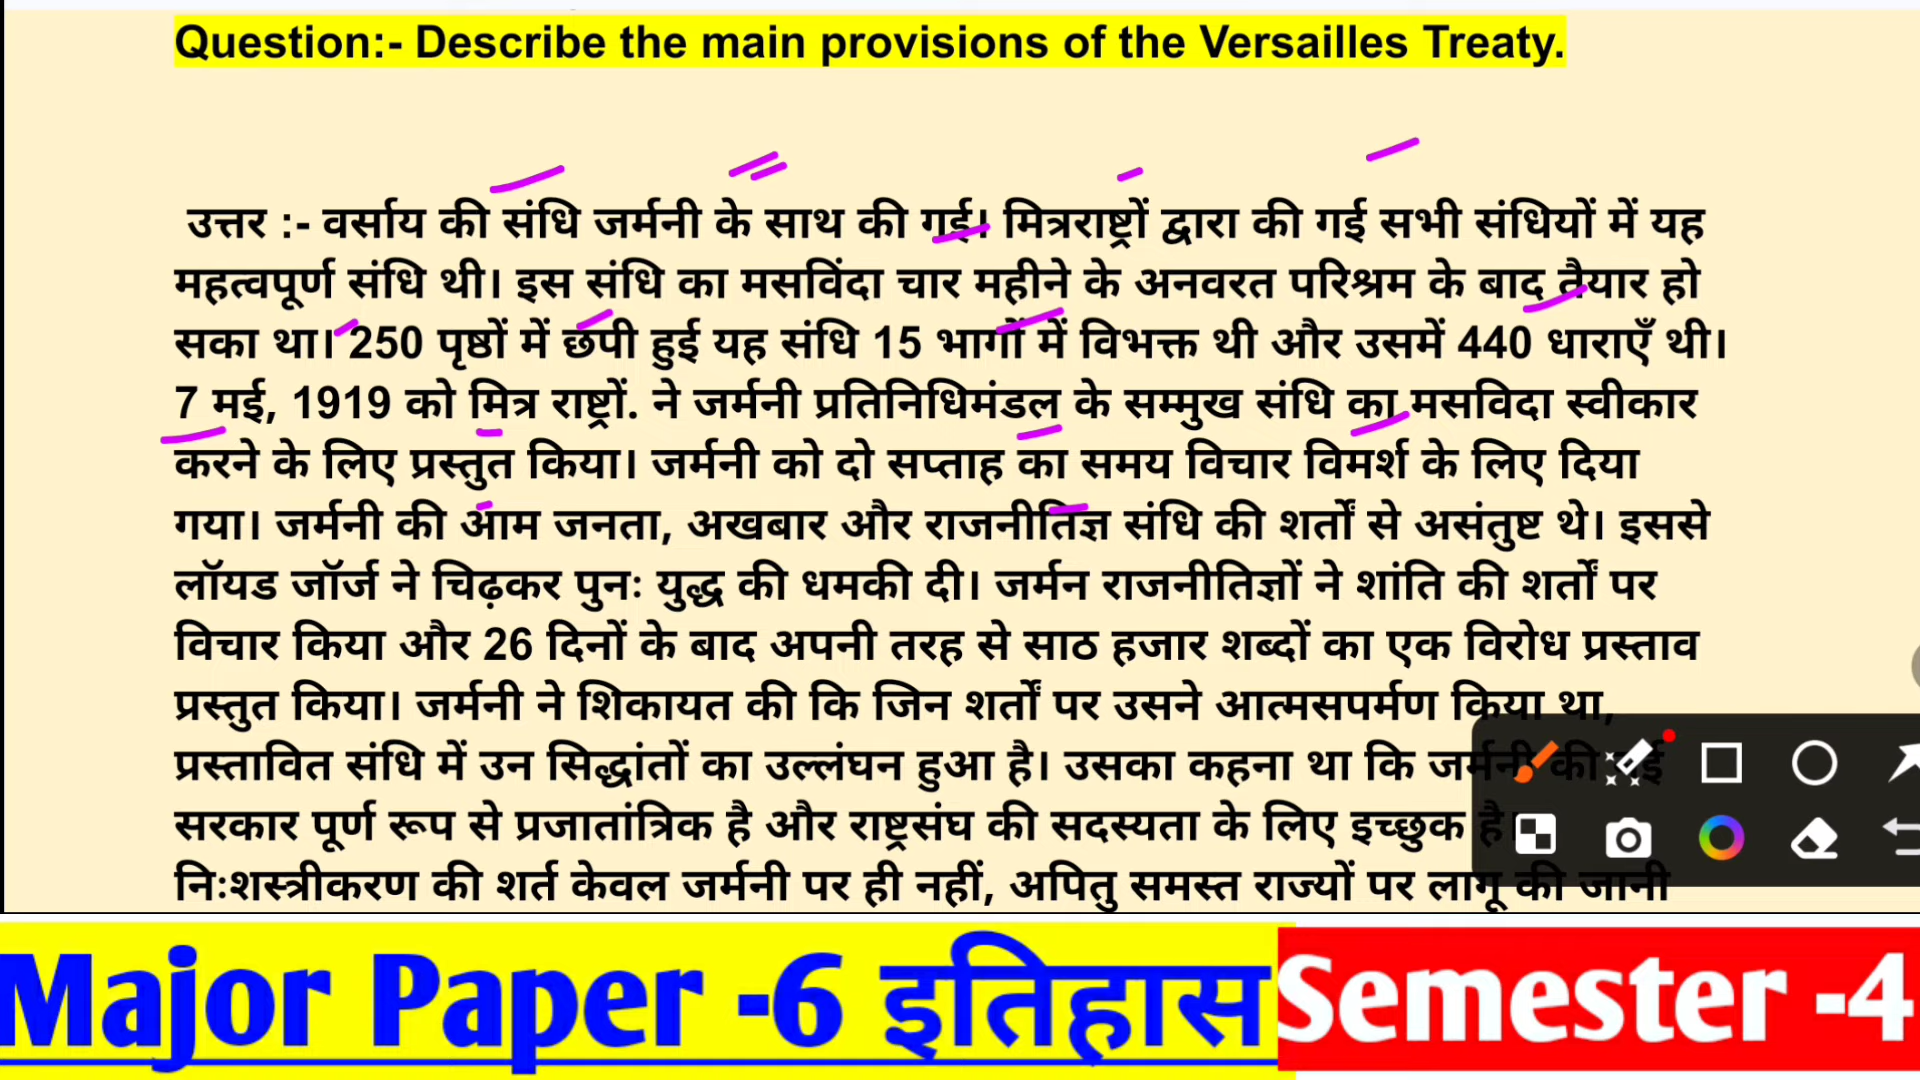 Question:- Describe the main provisions of the Versailles Treaty.
उत्तर :- वर्साय की संधि जर्मनी के साथ की गई। मित्रराष्ट्रों द्वारा की गई सभी संधियों में यह
महत्वपूर्ण संधि थी। इस संधि का मसविंदा चार महीने के अनवरत परिश्रम के बाद तैयार हो
सका था। 250 पृष्ठों में छपी हुई यह संधि 15 भागों में विभक्त थी और उसमें 440 धाराएँ थी।
7 मई, 1919 को मित्र राष्ट्रों. ने जर्मनी प्रतिनिधिमंडल के सम्मुख संधि का मसविदा स्वीकार
करने के लिए प्रस्तुत किया। जर्मनी को दो सप्ताह का समय विचार विमर्श के लिए दिया
गया। जर्मनी की आम जनता, अखबार और राजनीतिज्ञ संधि की शर्तों से असंतुष्ट थे। इससे
लॉयड जॉर्ज ने चिढ़कर पुनः युद्ध की धमकी दी। जर्मन राजनीतिज्ञों ने शांति की शर्तों पर
विचार किया और 26 दिनों के बाद अपनी तरह से साठ हजार शब्दों का एक विरोध प्रस्ताव
प्रस्तुत किया। जर्मनी ने शिकायत की कि जिन शर्तों पर उसने आत्मसपर्मण किया था,
प्रस्तावित संधि में उन सिद्धांतों का उल्लंघन हुआ है। उसका कहना था कि जर्मनी की नई
सरकार पूर्ण रूप से प्रजातांत्रिक है और राष्ट्रसंघ की सदस्यता के लिए इच्छुक है
निःशस्त्रीकरण की शर्त केवल जर्मनी पर ही नहीं, अपितु समस्त राज्यों पर लागू की जानी
Major Paper -6 इतिहास Semester -4